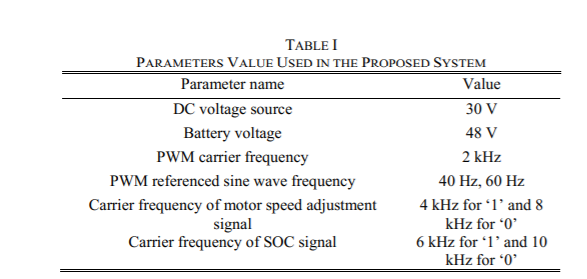 TABLE I
PARAMETERS VALUE USED IN THE PROPOSED SYSTEM
Parameter name Value
DC voltage source 30 V
Battery voltage 48 V
PWM carrier frequency 2 kHz
PWM referenced sine wave frequency 40 Hz, 60 Hz
Carrier frequency of motor speed adjustment 4 kHz for ‘1’ and 8
signal kHz for ‘0’
Carrier frequency of SOC signal 6 kHz for ‘1’ and 10
kHz for ‘0’